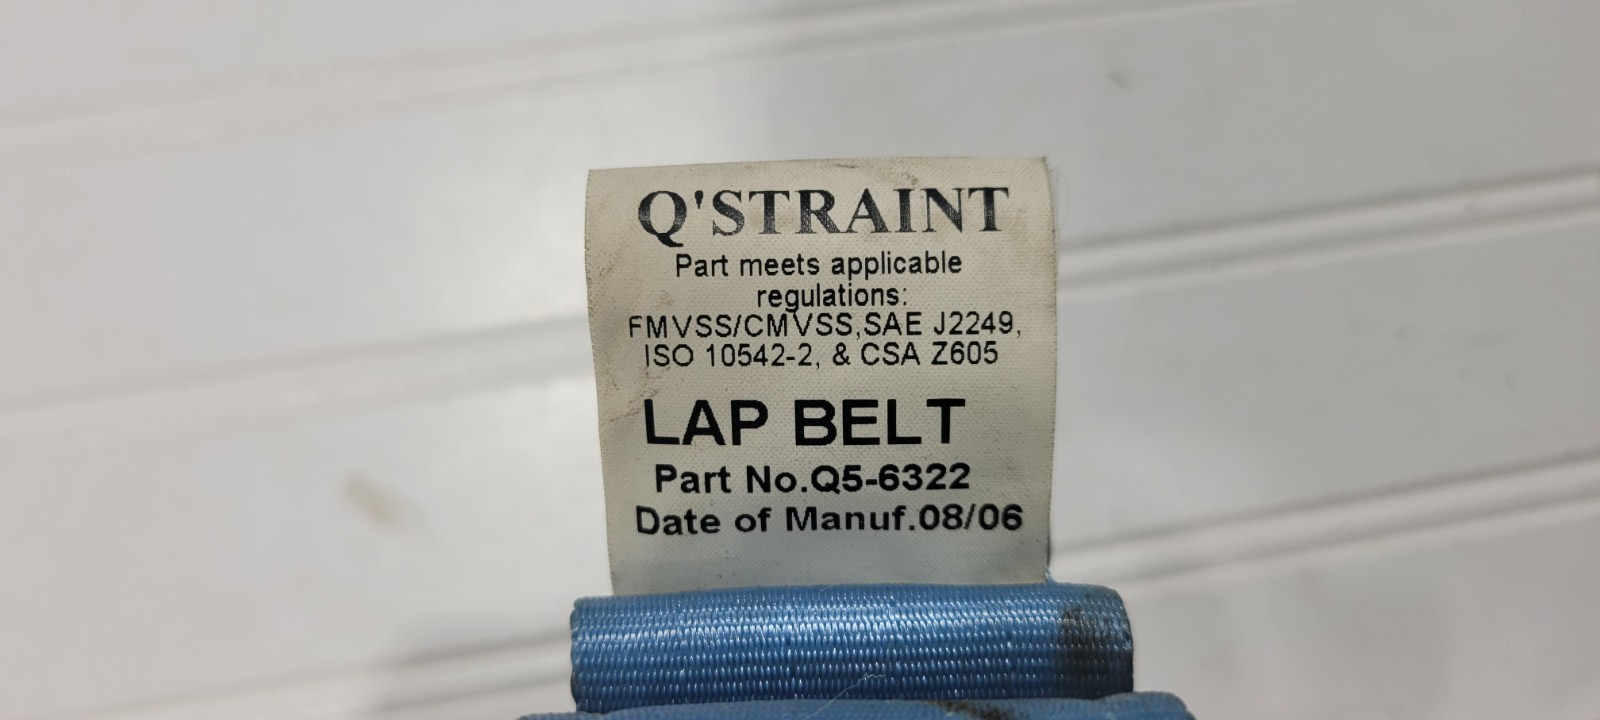 Q'STRAINT
Part meets applicable
regulations:
FMVSS/CMVSS,SAE J2249,
ISO 10542-2, & CSA Z605
LAP BELT
Part No.Q5-6322
Date of Manuf.08/06